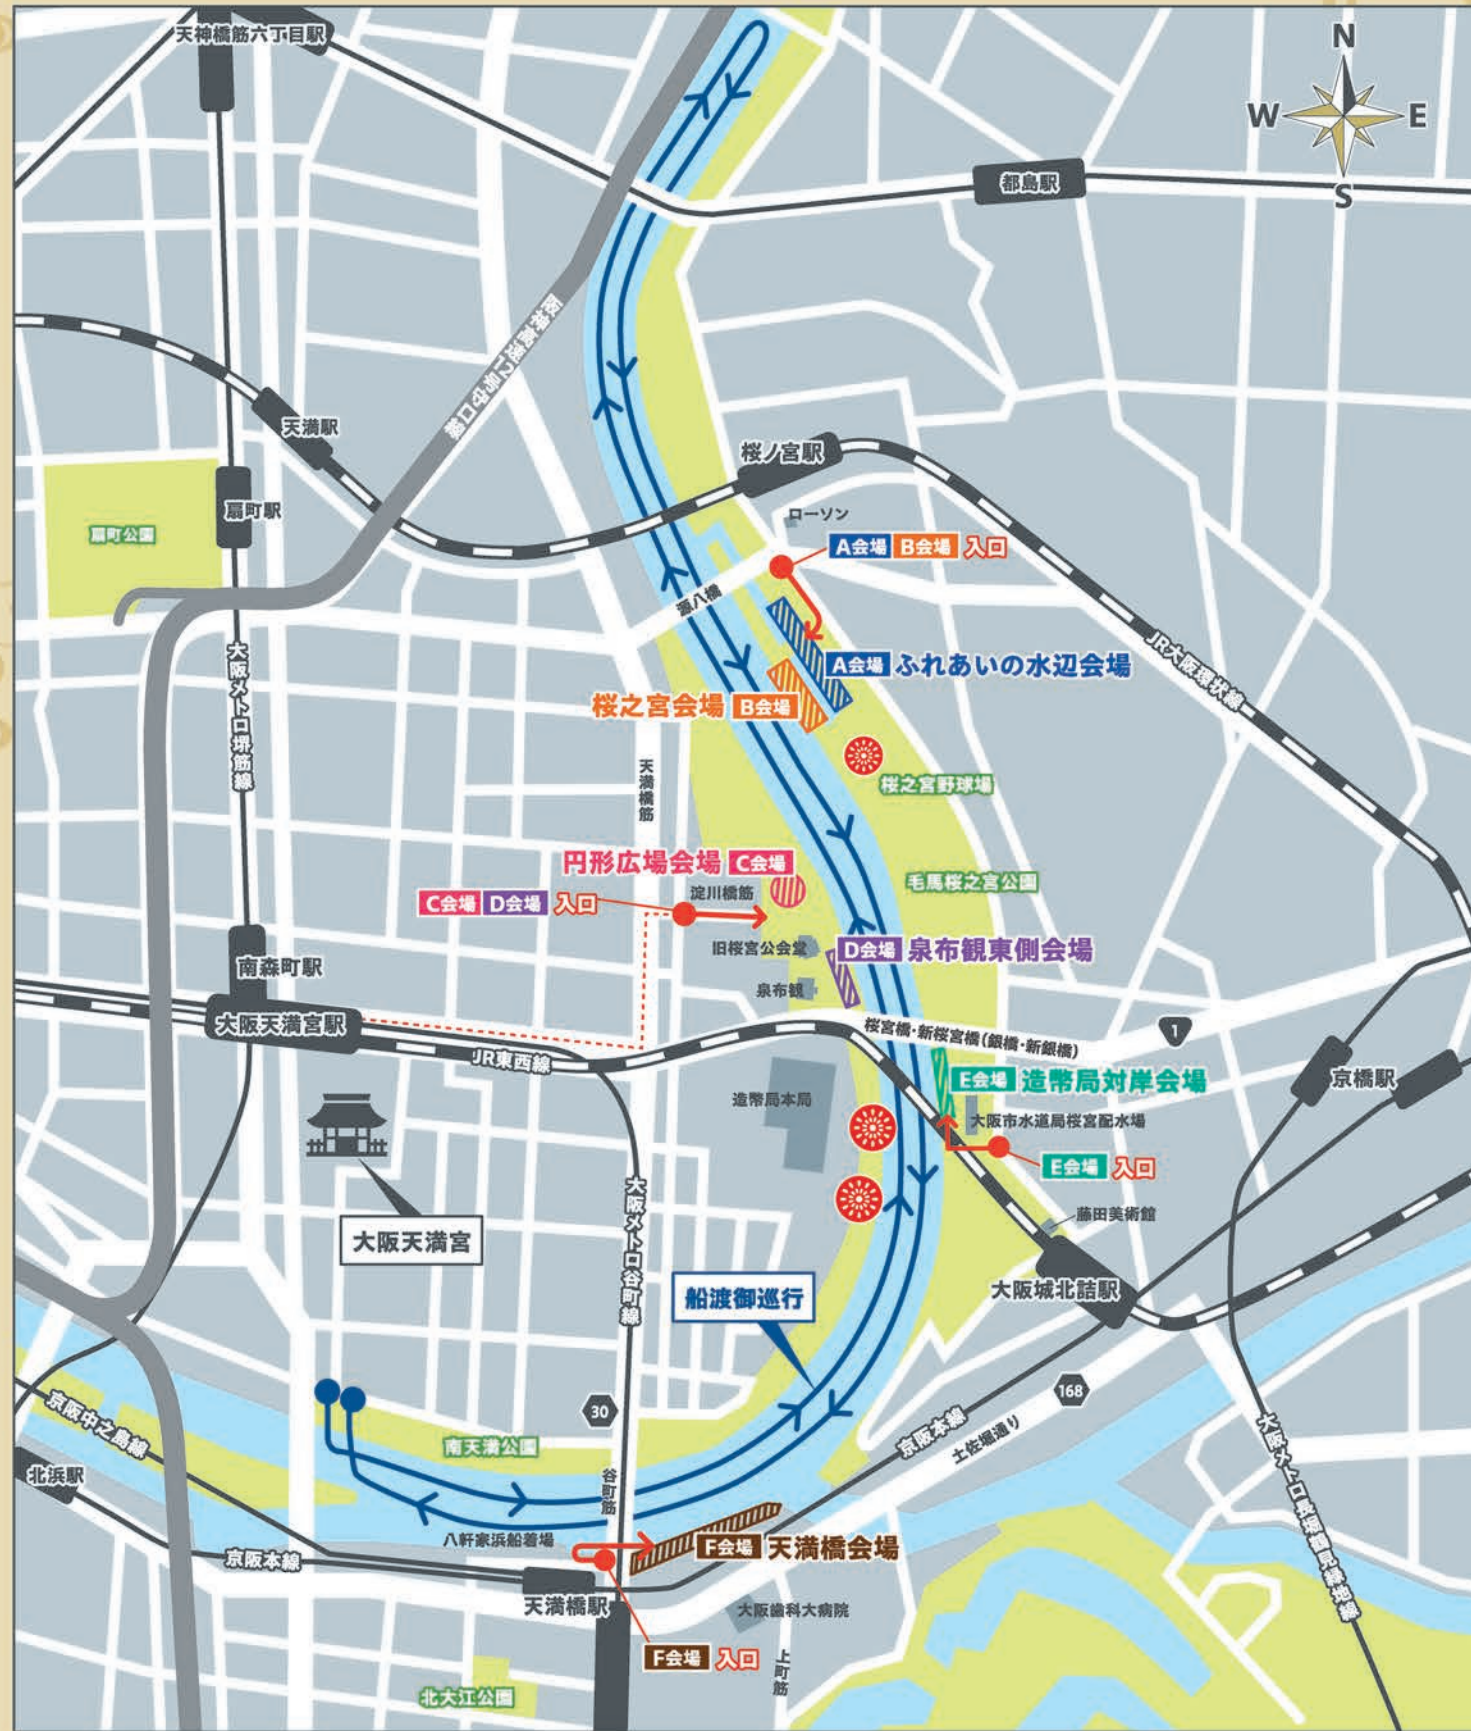 天神橋筋六丁目駅
N
W
E
S
都島駅
阪神高速12号守口線
天満駅
桜ノ宮駅
扇町駅
扇町公園
ローソン
A会場 B会場 入口
源八橋
大阪メトロ堺筋線
JR大阪環状線
A会場 ふれあいの水辺会場
桜之宮会場 B会場
天満橋筋
桜之宮野球場
円形広場会場 C会場
毛馬桜之宮公園
淀川橋筋
C会場 D会場 入口
旧桜宮公会堂
D会場 泉布観東側会場
南森町駅
泉布観
大阪天満宮駅
桜宮橋・新桜宮橋(銀橋・新銀橋)
1
JR東西線
E会場 造幣局対岸会場
京橋駅
造幣局本局
大阪市水道局桜宮配水場
E会場 入口
大阪メトロ谷町線
藤田美術館
大阪天満宮
大阪城北詰駅
船渡御巡行
168
30
京阪中之島線
南天満公園
京阪本線
土佐堀通り
大阪メトロ長堀鶴見緑地線
北浜駅
谷町筋
八軒家浜船着場
F会場 天満橋会場
京阪本線
天満橋駅
大阪歯科大病院
F会場 入口
上町筋
北大江公園